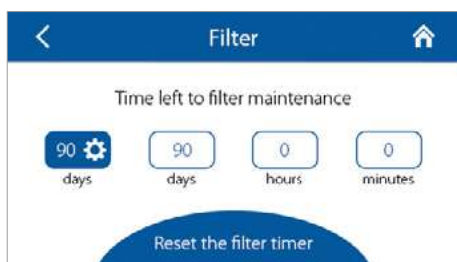 Filter
Time left to filter maintenance
90 90 0 0
days days hours minutes
Reset the filter timer